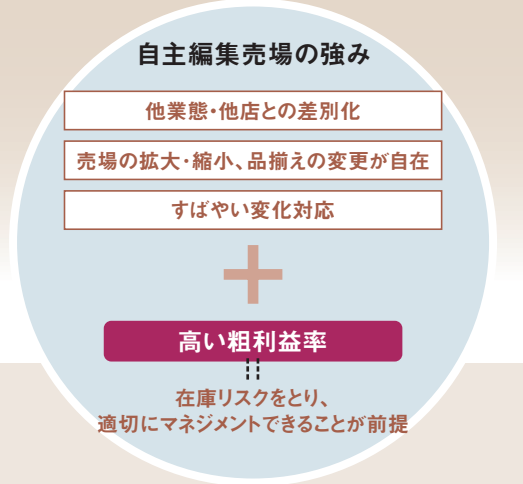 自主編集売場の強み
他業態・他店との差別化
売場の拡大・縮小、品揃えの変更が自在
すばやい変化対応
+
高い粗利益率
在庫リスクをとり、
適切にマネジメントできることが前提